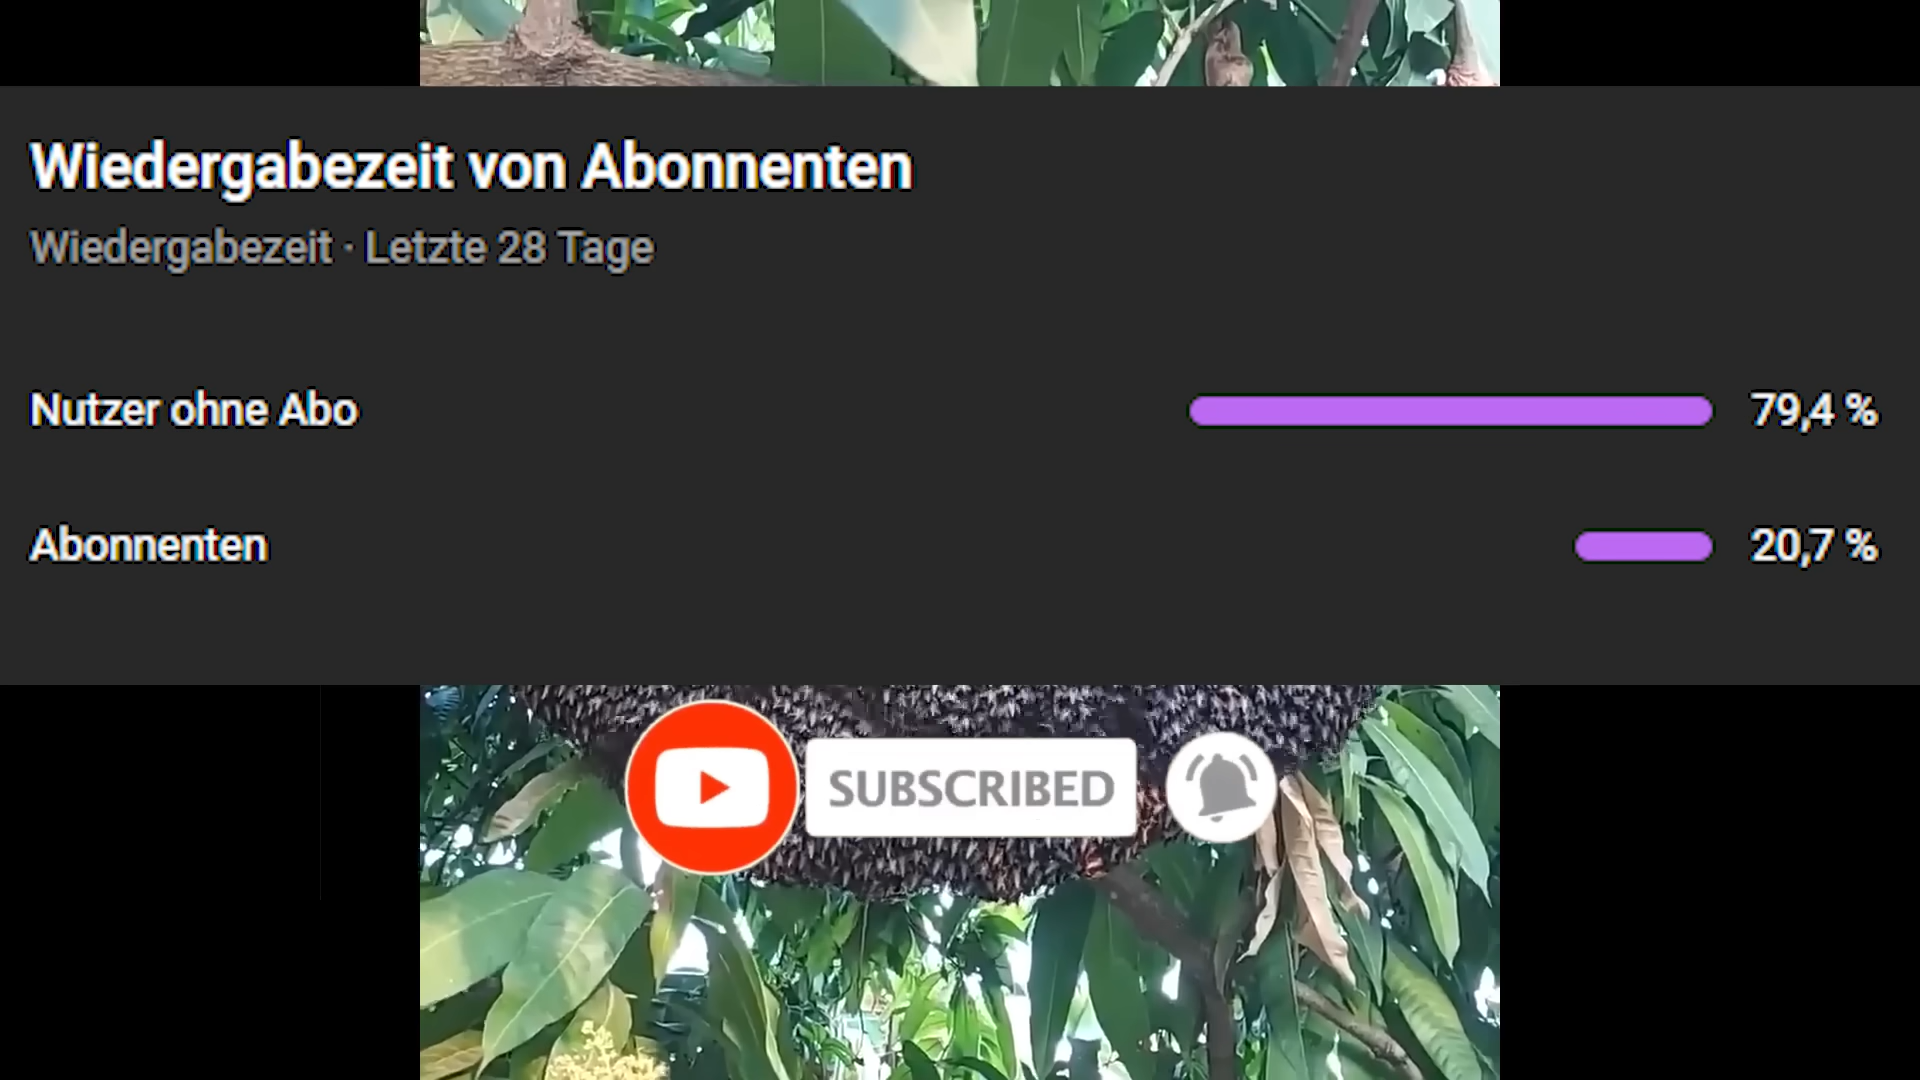 Wiedergabezeit von Abonnenten
Wiedergabezeit · Letzte 28 Tage
Nutzer ohne Abo 79,4 %
Abonnenten 20,7 %
SUBSCRIBED